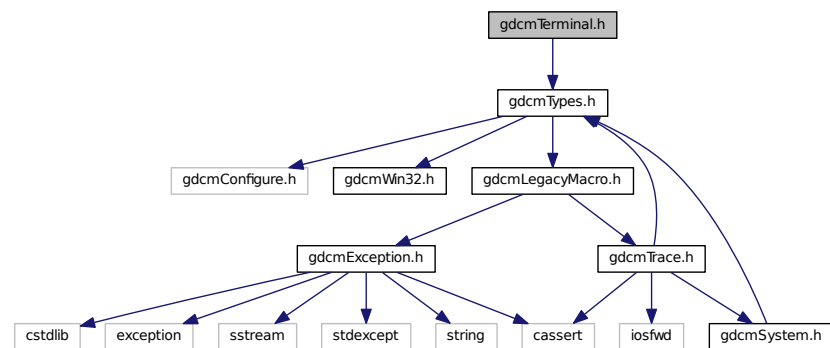 gdcmTerminal.h
gdcmTypes.h
gdcmConfigure.h
gdcmWin32.h
gdcmLegacyMacro.h
gdcmException.h
gdcmTrace.h
cstdlib
exception
sstream
stdexcept
string
cassert
iosfwd
gdcmSystem.h